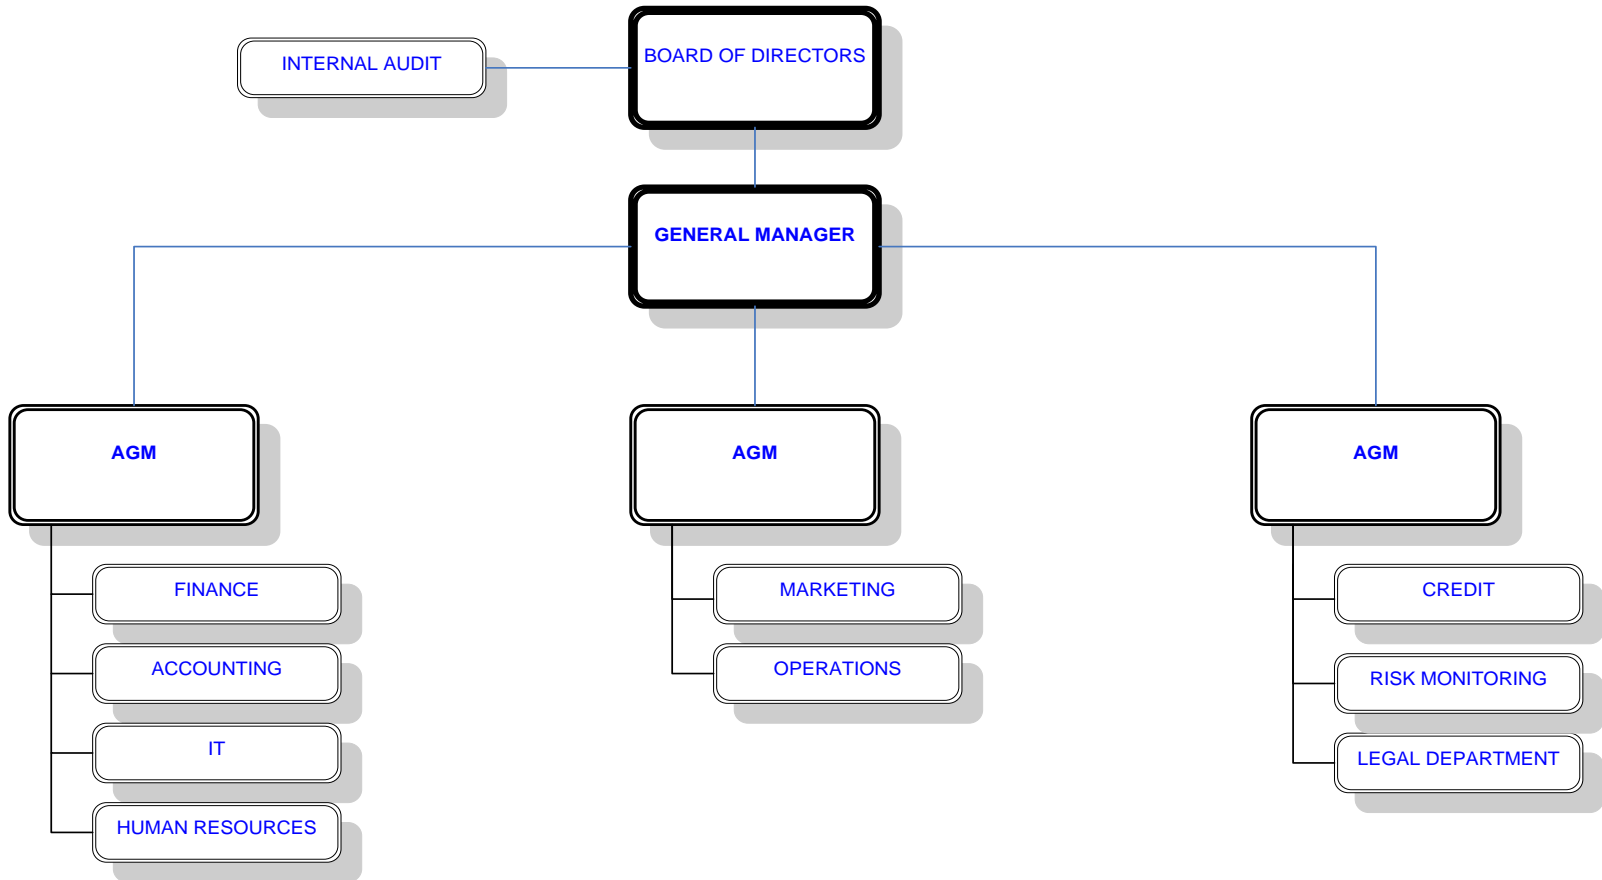 INTERNAL AUDIT
BOARD OF DIRECTORS
GENERAL MANAGER
AGM
AGM
AGM
FINANCE
ACCOUNTING
IT
HUMAN RESOURCES
MARKETING
OPERATIONS
CREDIT
RISK MONITORING
LEGAL DEPARTMENT